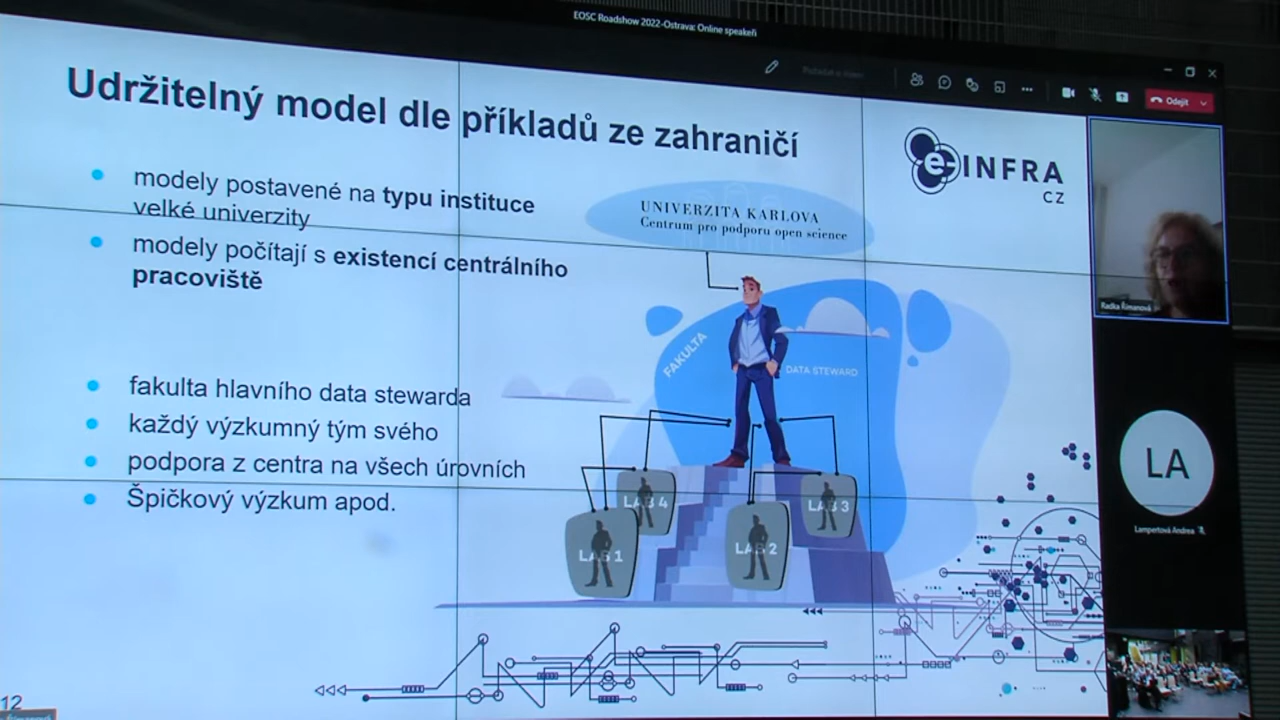 EOSC Roadshow 2022-Ostrava: Online speakeři
Odejít
Udržitelný model dle příkladů ze zahraničí
e-INFRA
CZ
modely postavené na typu instituce
velké univerzity
modely počítají s existencí centrálního
pracoviště
fakulta hlavního data stewarda
každý výzkumný tým svého
podpora z centra na všech úrovních
Špičkový výzkum apod.
UNIVERZITA KARLOVA
Centrum pro podporu open science
FAKULTA
DATA STEWARD
LAB 4
LAB 3
LAB 1
LAB 2
Radka Římanová
LA
Lampertová Andrea
12